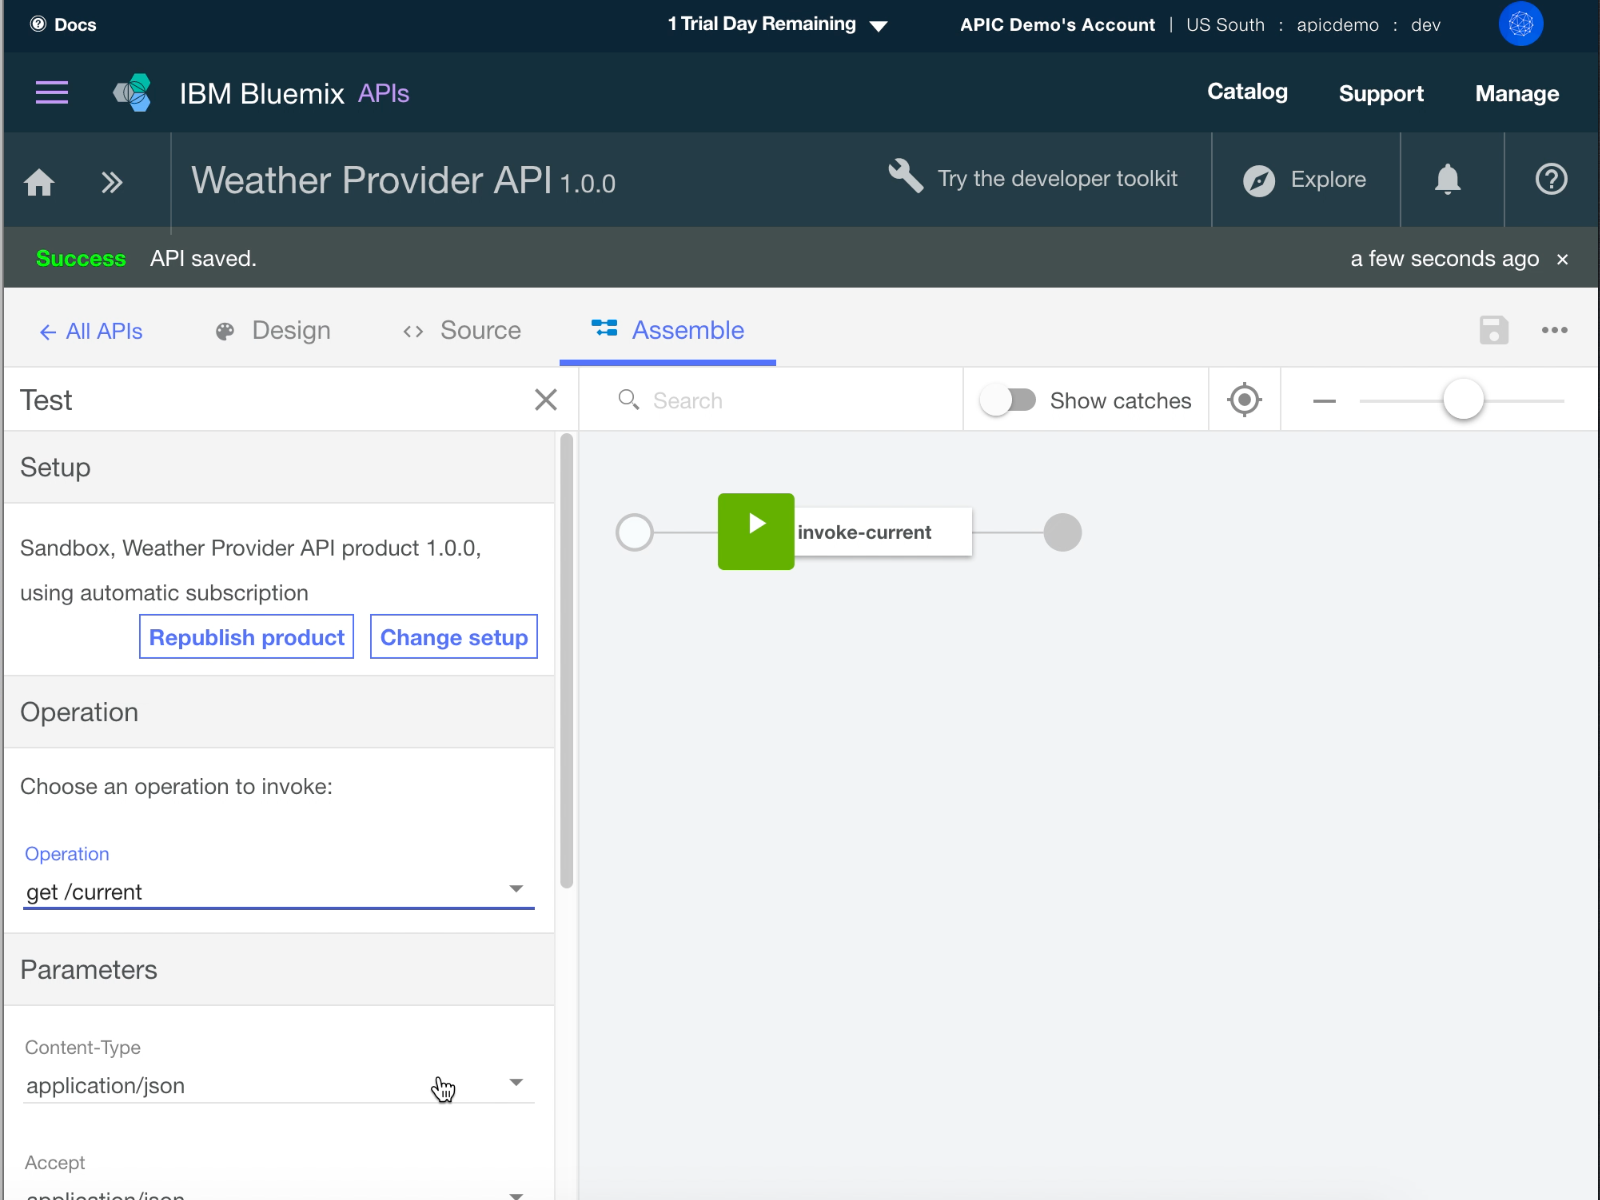 Docs
1 Trial Day Remaining
APIC Demo's Account | US South : apicdemo : dev
IBM Bluemix APIs
Catalog
Support
Manage
Weather Provider API 1.0.0
Try the developer toolkit
Explore
Success API saved.
a few seconds ago
All APIs
Design
Source
Assemble
Test
Search
Show catches
Setup
Sandbox, Weather Provider API product 1.0.0,
using automatic subscription
Republish product
Change setup
invoke-current
Operation
Choose an operation to invoke:
Operation
get /current
Parameters
Content-Type
application/json
Accept
application/json